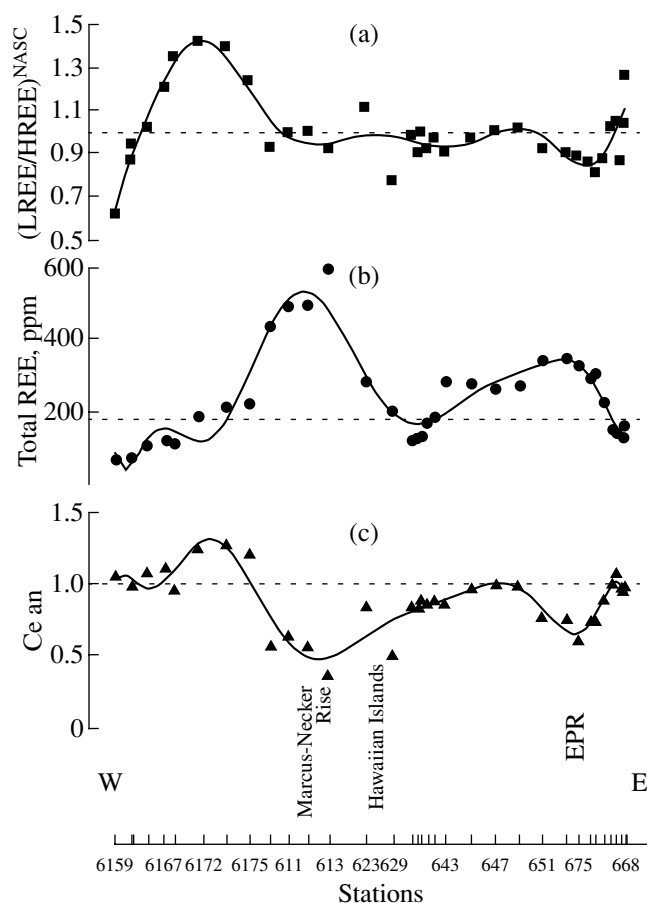 (a)
(LREE/HREE)^NASC
1.5
1.3
1.1
0.9
0.7
0.5
(b)
Total REE, ppm
600
400
200
(c)
Ce an
1.5
1.0
0.5
0
Marcus-Necker
Rise
Hawaiian Islands
EPR
W
E
6159 6167 6172 6175 611 613 623 629 643 647 651 675 668
Stations